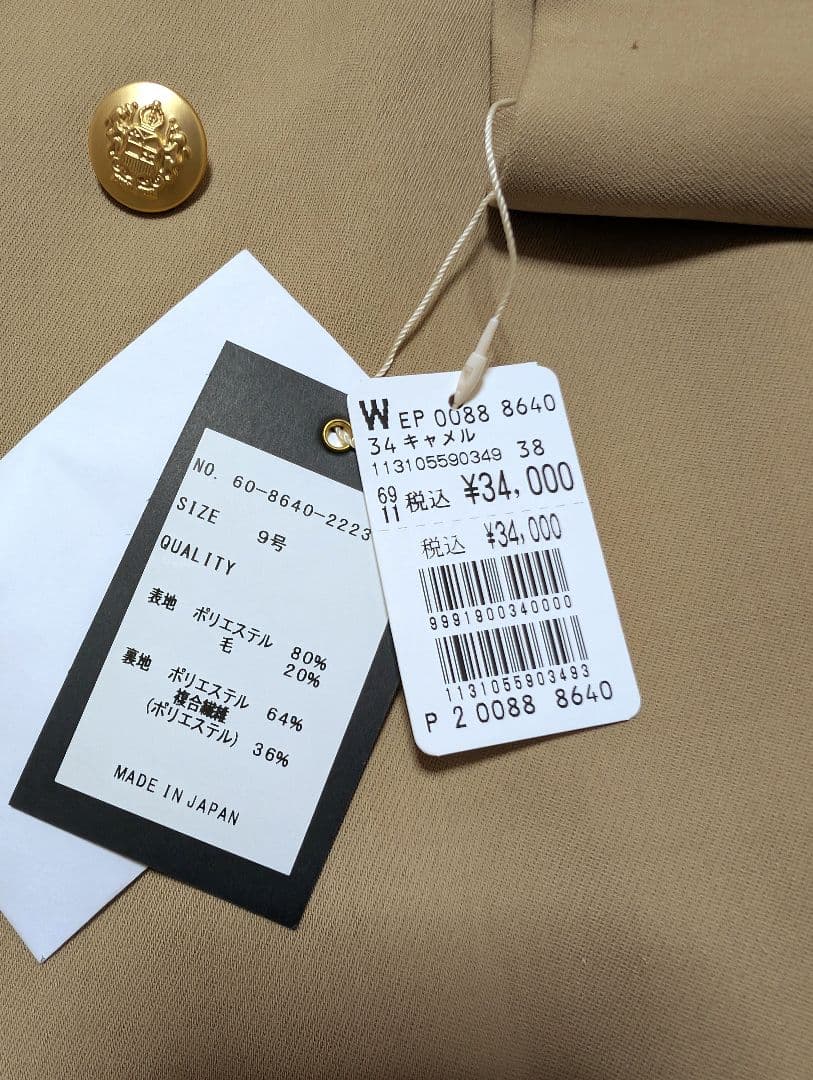 NO. 60-8640-2223
SIZE 9号
QUALITY
表地 ポリエステル 80%
毛 20%
裏地 ポリエステル 64%
複合繊維
(ポリエステル) 36%
MADE IN JAPAN
W EP 0088 8640
34 キャメル
113105590349 38
69 税込 ¥34,000
11
税込 ¥34,000
9991800340000
1131055903493
P 2 0088 8640